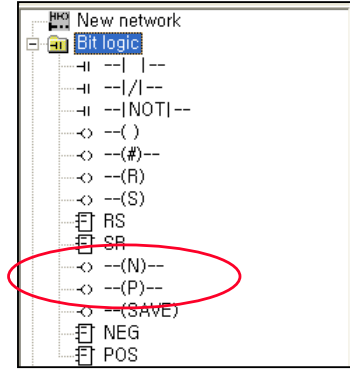 New network
Bit logic
--| |--
--|/|--
--|NOT|--
--( )
--(#)--
--(R)
--(S)
RS
SR
--(N)--
--(P)--
--(SAVE)
NEG
POS